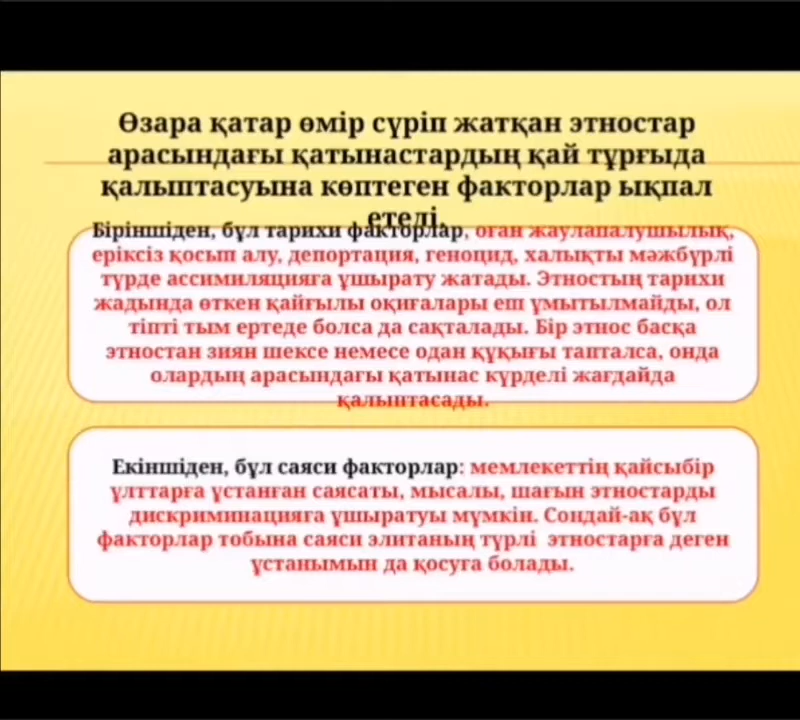 Өзара қатар өмір сүріп жатқан этностар
арасындағы қатынастардың қай тұрғыда
қалыптасуына көптеген факторлар ықпал
етеді.
Біріншіден, бұл тарихи факторлар, оған жаулапалушылық,
еріксіз қосып алу, депортация, геноцид, халықты мәжбүрлі
түрде ассимиляцияға ұшырату жатады. Этностың тарихи
жадында өткен қайғылы оқиғалары еш ұмытылмайды, ол
тіпті тым ертеде болса да сақталады. Бір этнос басқа
этностан зиян шексе немесе одан құқығы тапталса, онда
олардың арасындағы қатынас күрделі жағдайда
қалыптасады.
Екіншіден, бұл саяси факторлар: мемлекеттің қайсыбір
ұлттарға ұстанған саясаты, мысалы, шағын этностарды
дискриминацияға ұшыратуы мүмкін. Сондай-ақ бұл
факторлар тобына саяси элитаның түрлі этностарға деген
ұстанымын да қосуға болады.